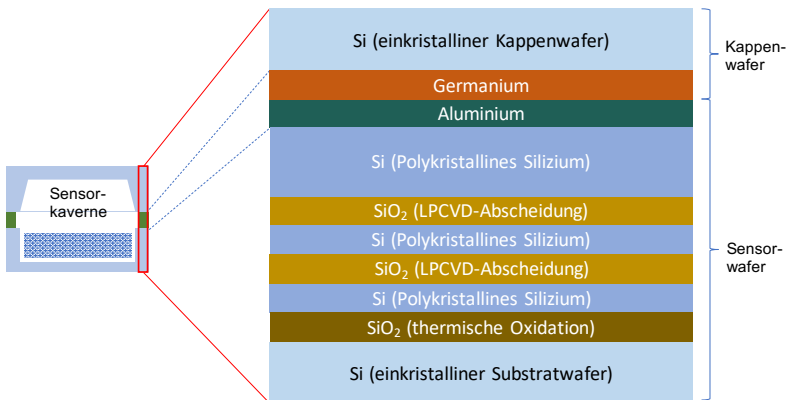 Si (einkristalliner Kappenwafer)
Kappen-
wafer
Germanium
Aluminium
Si (Polykristallines Silizium)
Sensor-
kaverne
SiO₂ (LPCVD-Abscheidung)
Si (Polykristallines Silizium)
Sensor-
wafer
SiO₂ (LPCVD-Abscheidung)
Si (Polykristallines Silizium)
SiO₂ (thermische Oxidation)
Si (einkristalliner Substratwafer)